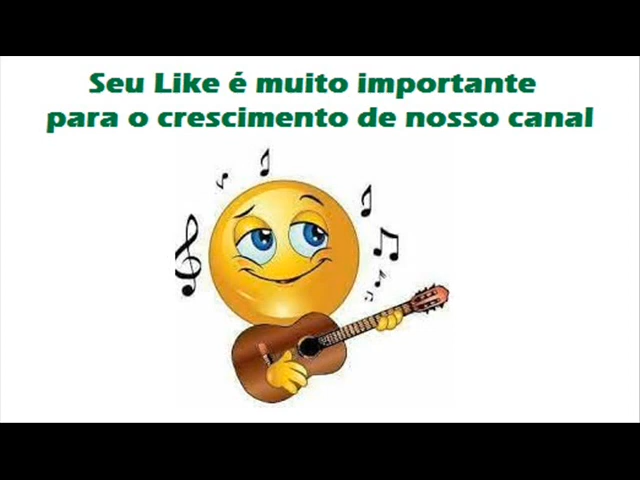 Seu Like é muito importante
para o crescimento de nosso canal